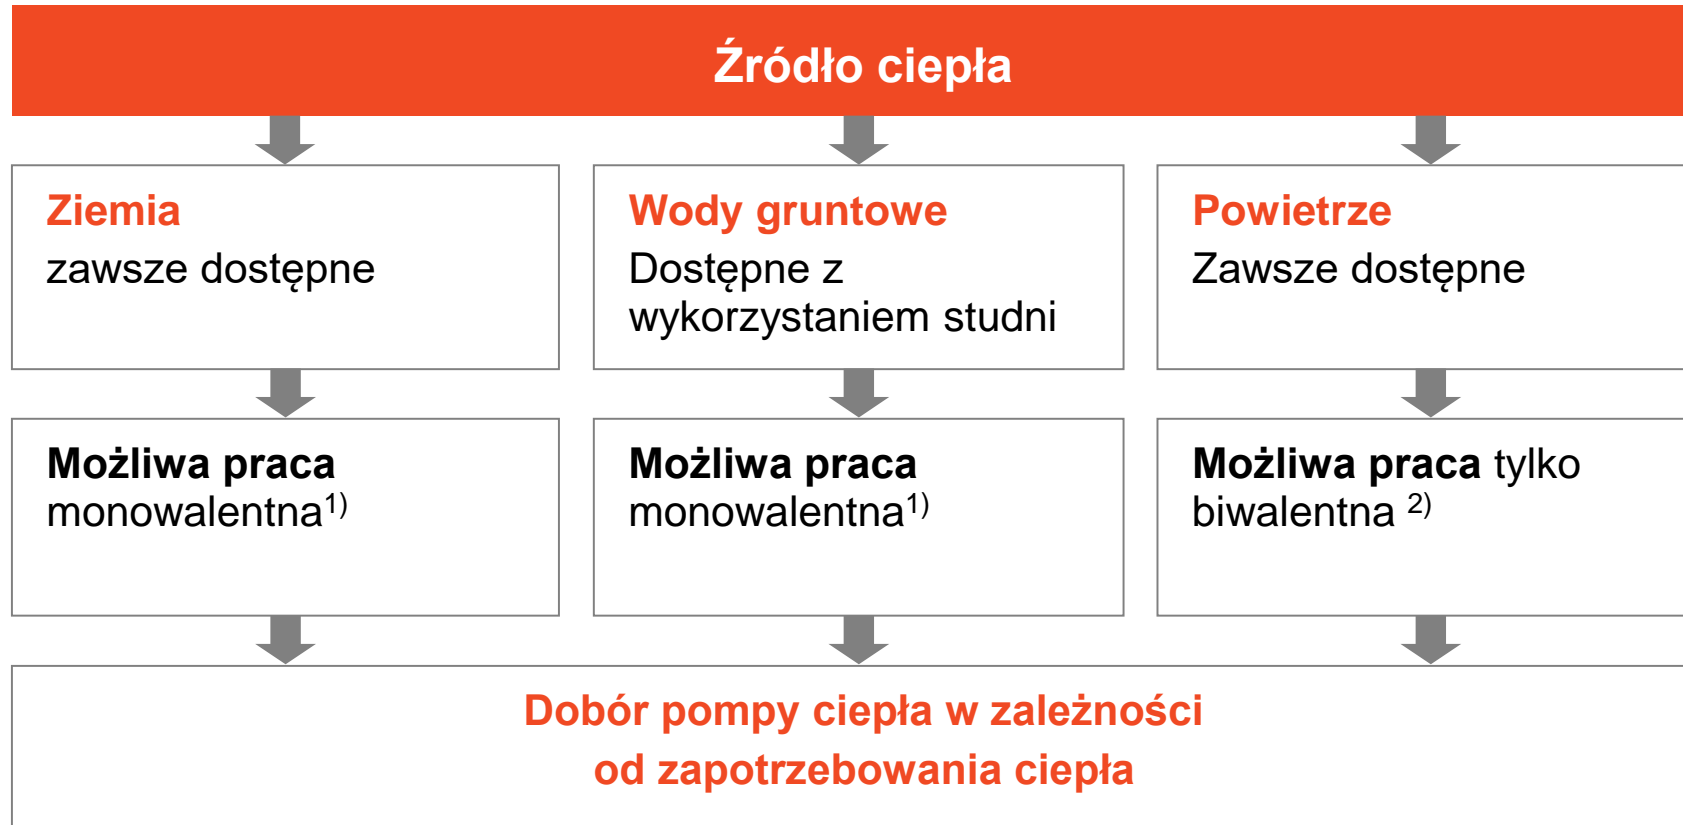 Źródło ciepła
Ziemia
zawsze dostępne
Wody gruntowe
Dostępne z
wykorzystaniem studni
Powietrze
Zawsze dostępne
Możliwa praca
monowalentna¹⁾
Możliwa praca
monowalentna¹⁾
Możliwa praca tylko
biwalentna ²⁾
Dobór pompy ciepła w zależności
od zapotrzebowania ciepła